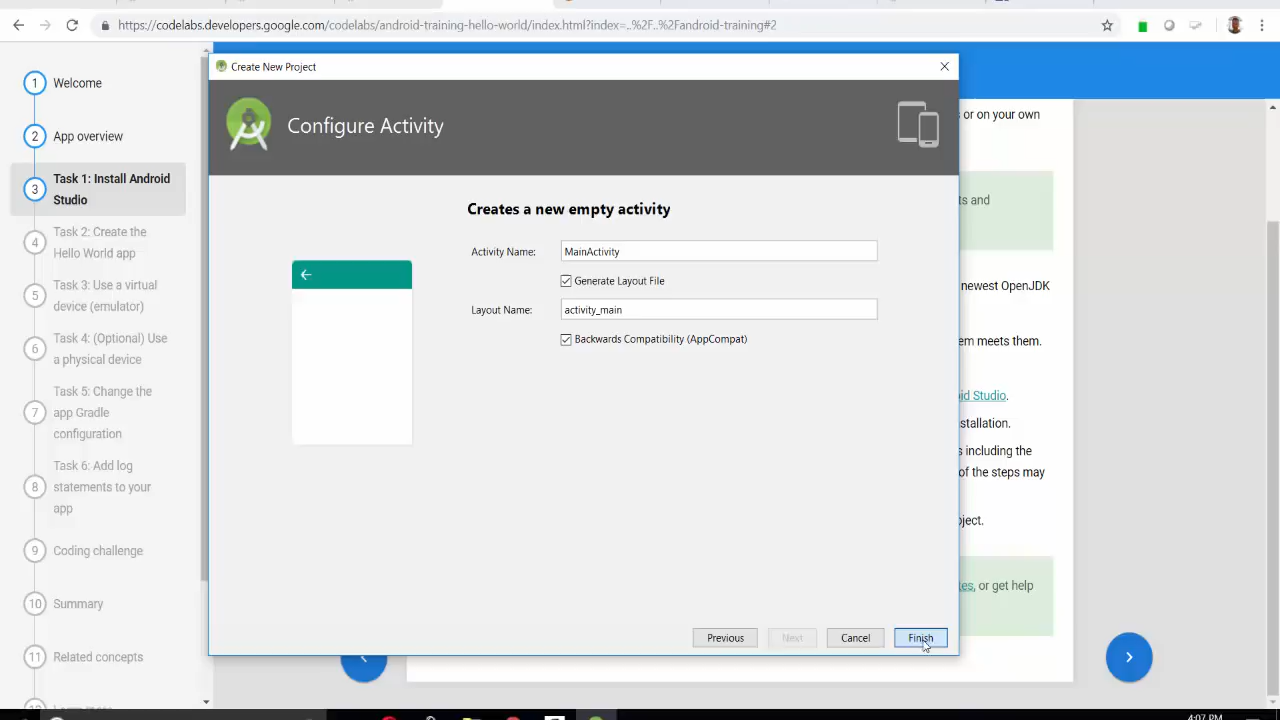 https://codelabs.developers.google.com/codelabs/android-training-hello-world/index.html?index=..%2F..%2Fandroid-training#2
1
Welcome
2
App overview
3
Task 1: Install Android
Studio
4
Task 2: Create the
Hello World app
5
Task 3: Use a virtual
device (emulator)
6
Task 4: (Optional) Use
a physical device
7
Task 5: Change the
app Gradle
configuration
8
Task 6: Add log
statements to your
app
9
Coding challenge
10
Summary
11
Related concepts
Create New Project
Configure Activity
Creates a new empty activity
Activity Name:
MainActivity
Generate Layout File
Layout Name:
activity_main
Backwards Compatibility (AppCompat)
Previous
Next
Cancel
Finish
or on your own
ts and
newest OpenJDK
em meets them.
id Studio.
stallation.
s including the
of the steps may
ject.
tes, or get help
4:07 PM